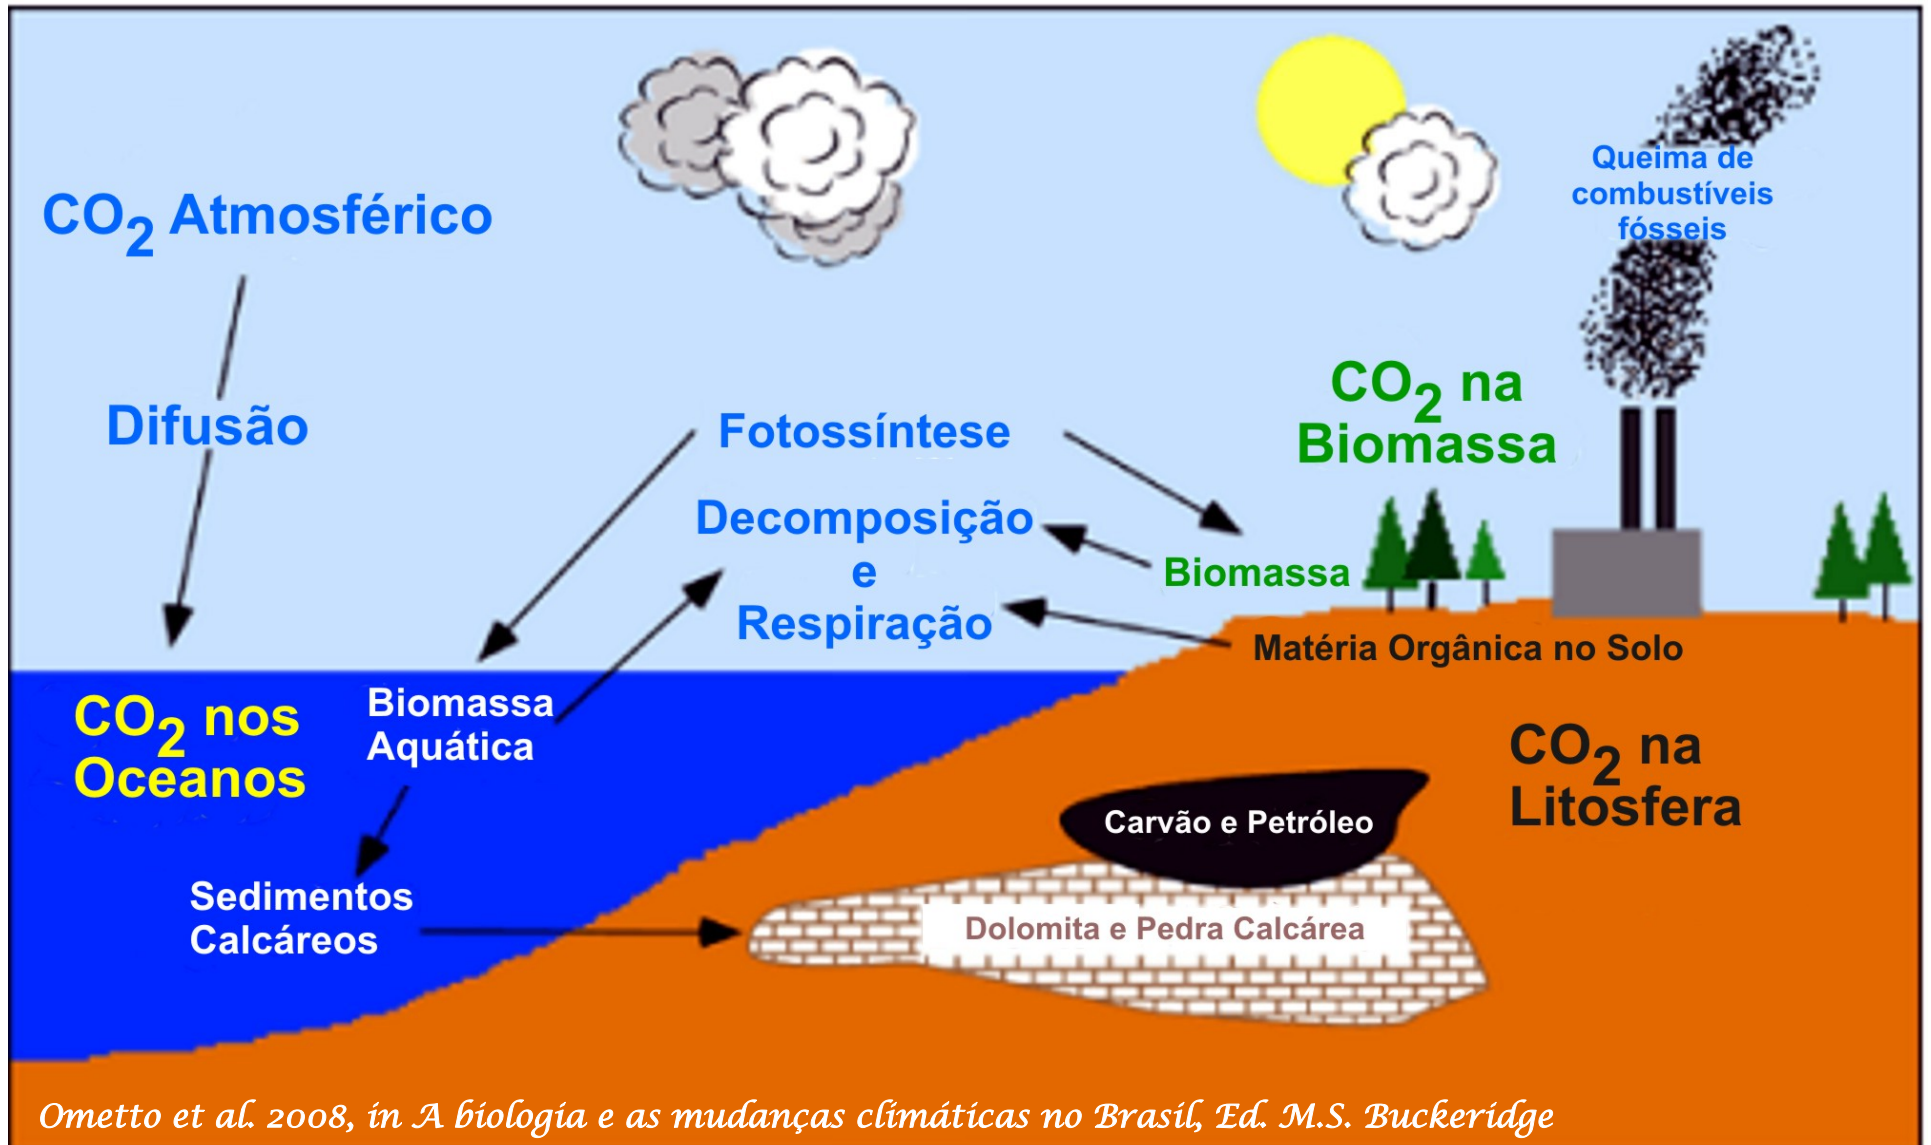 Queima de
combustíveis
fósseis
CO2 Atmosférico
CO2 na
Biomassa
Difusão
Fotossíntese
Decomposição
e
Respiração
Biomassa
Matéria Orgânica no Solo
CO2 nos
Oceanos
Biomassa
Aquática
CO2 na
Litosfera
Carvão e Petróleo
Sedimentos
Calcáreos
Dolomita e Pedra Calcárea
Ometto et al. 2008, in A biologia e as mudanças climáticas no Brasil, Ed. M.S. Buckeridge